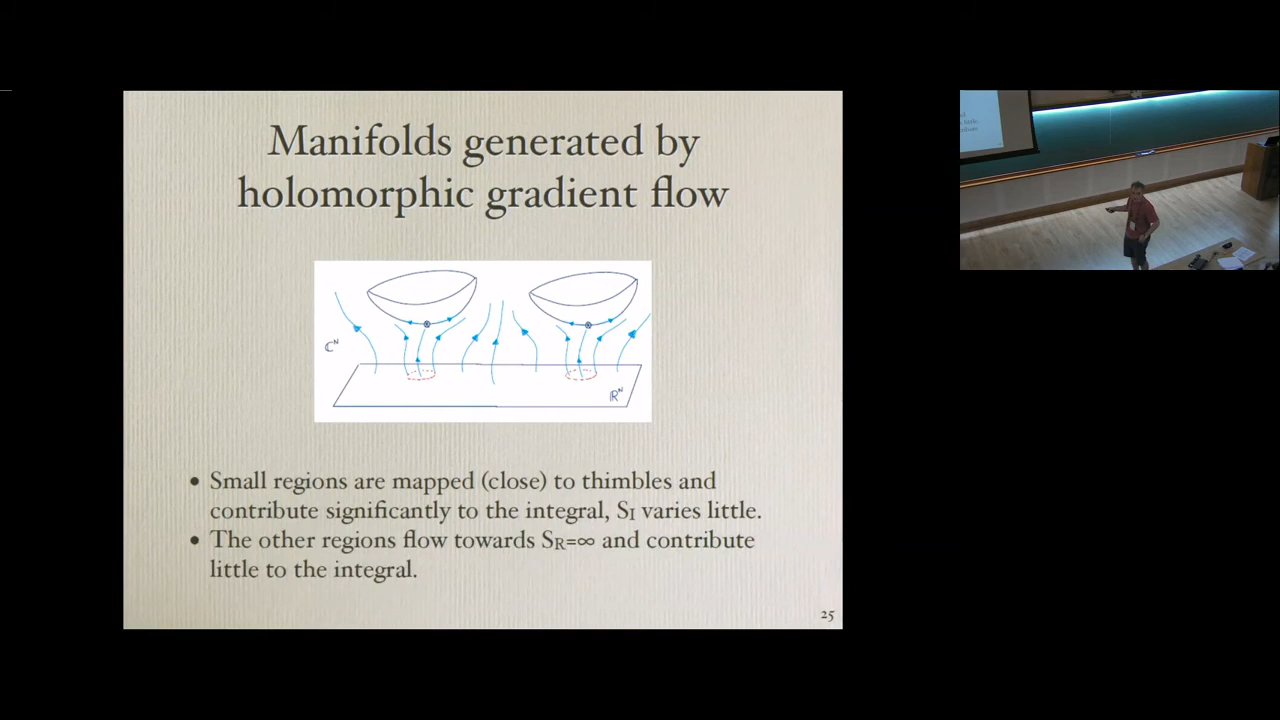 Manifolds generated by
holomorphic gradient flow
ℂᴺ
ℝᴺ
• Small regions are mapped (close) to thimbles and
contribute significantly to the integral, Sᵢ varies little.
• The other regions flow towards Sʀ=∞ and contribute
little to the integral.
25